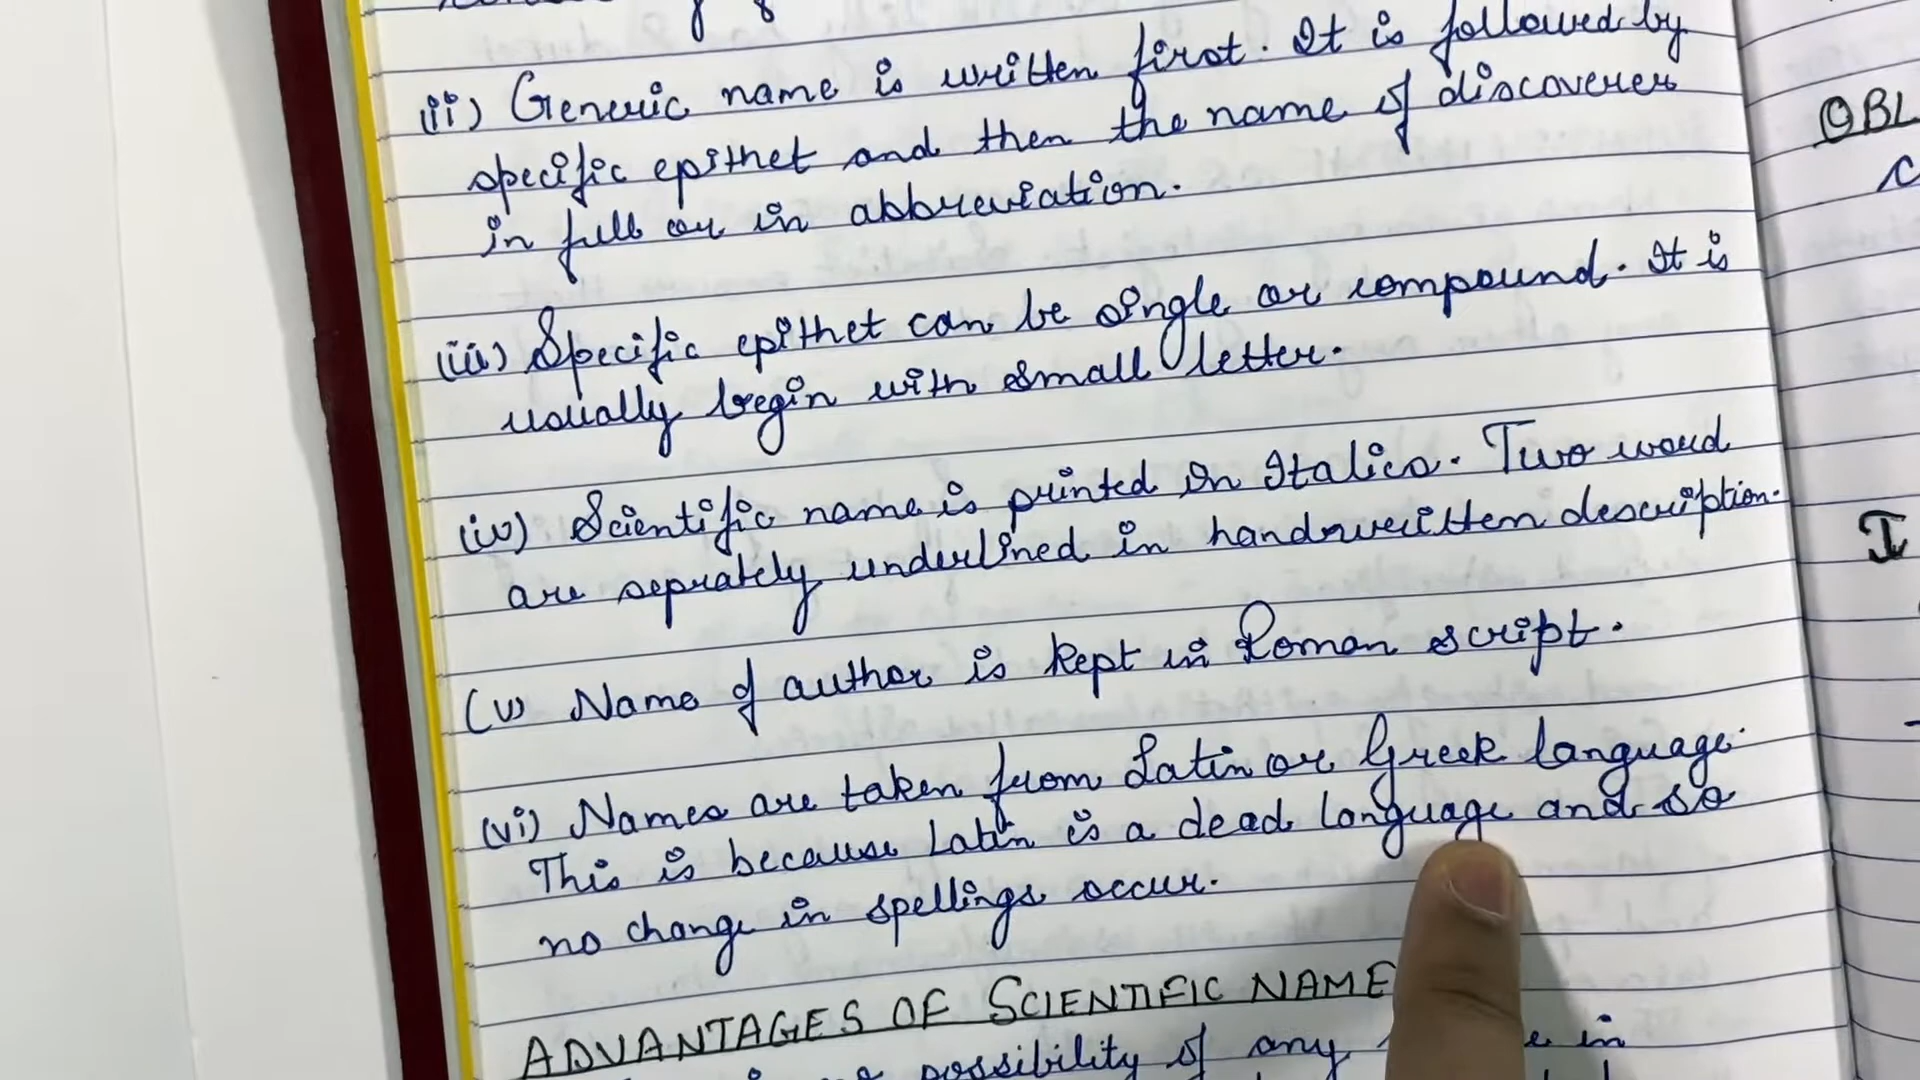 (ii) Generic name is written first. It is followed by
specific epithet and then the name of discoverer
in full or in abbreviation.
(iii) Specific epithet can be single or compound. It is
usually begin with small letter.
(iv) Scientific name is printed in Italics. Two word
are seprately underlined in handwritten description.
(v) Name of author is kept in Roman script.
(vi) Names are taken from Latin or Greek language.
This is because Latin is a dead language and so
no change in spellings occur.
ADVANTAGES OF SCIENTIFIC NAME
possibility of any in
OBL
I